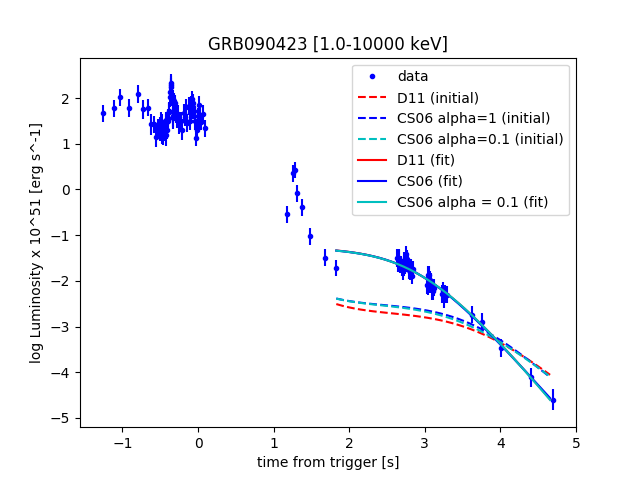 GRB090423 [1.0-10000 keV]
data
D11 (initial)
CS06 alpha=1 (initial)
CS06 alpha=0.1 (initial)
D11 (fit)
CS06 (fit)
CS06 alpha = 0.1 (fit)
log Luminosity x 10^51 [erg s^-1]
2
1
0
−1
−2
−3
−4
−5
−1 0 1 2 3 4 5
time from trigger [s]